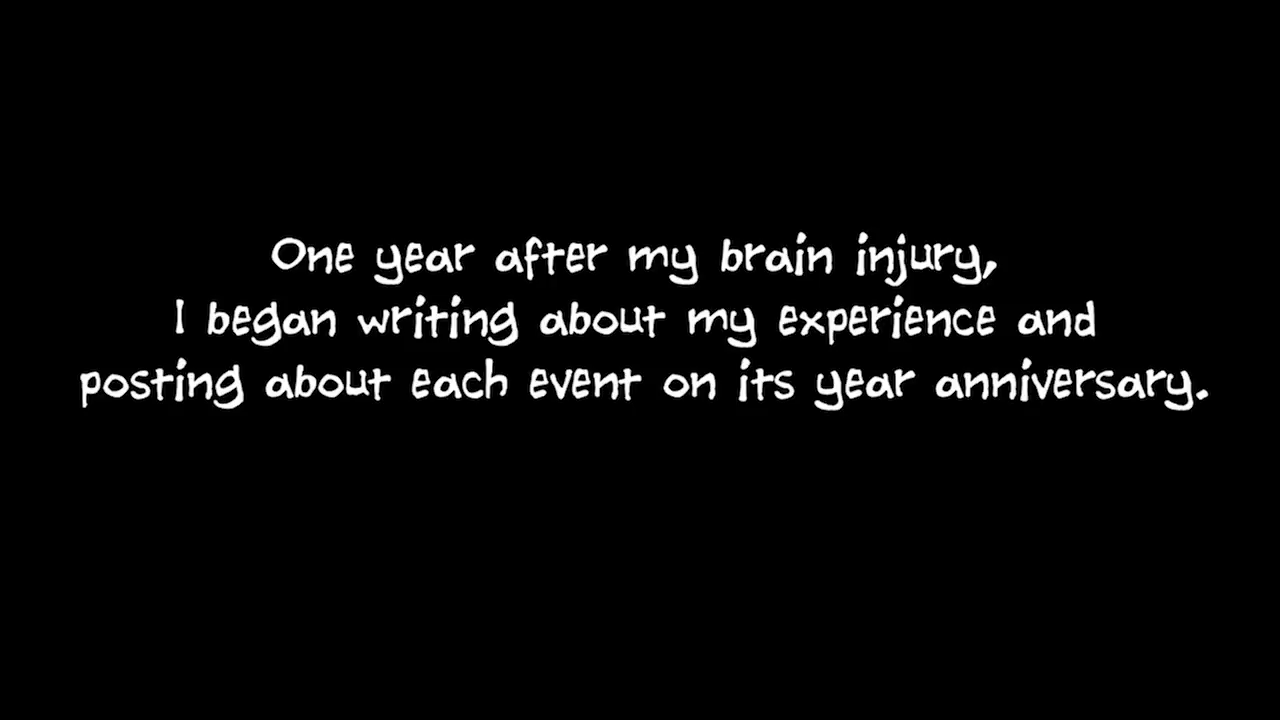 One year after my brain injury,
I began writing about my experience and
posting about each event on its year anniversary.